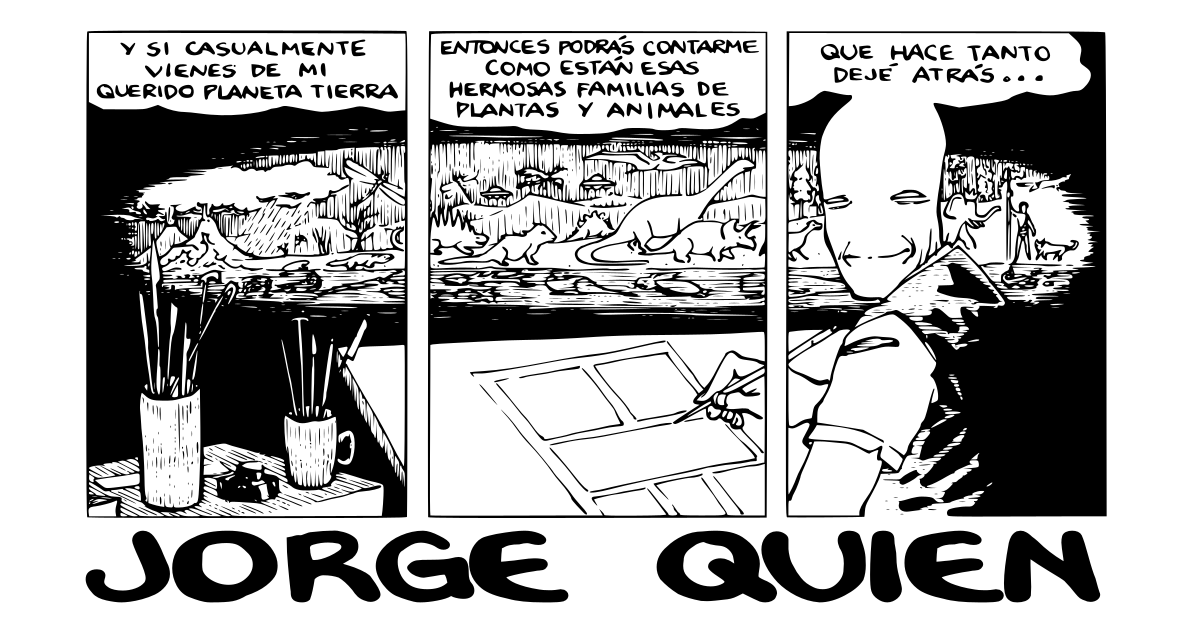 Y SI CASUALMENTE
VIENES DE MI
QUERIDO PLANETA TIERRA
ENTONCES PODRÁS CONTARME
COMO ESTÁN ESAS
HERMOSAS FAMILIAS DE
PLANTAS Y ANIMALES
QUE HACE TANTO
DEJÉ ATRÁS...
JORGE QUIEN